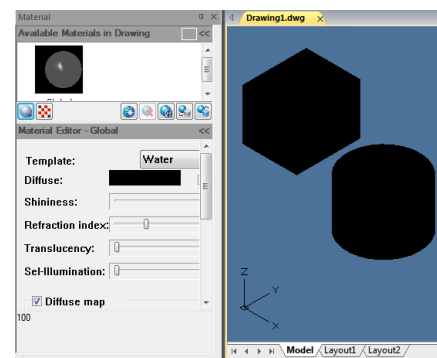 Material
Available Materials in Drawing <<
Material Editor - Global <<
Template: Water
Diffuse:
Shininess:
Refraction index:
Translucency:
Sel-Illumination:
Diffuse map
100
Drawing1.dwg
Z
Y
X
Model Layout1 Layout2